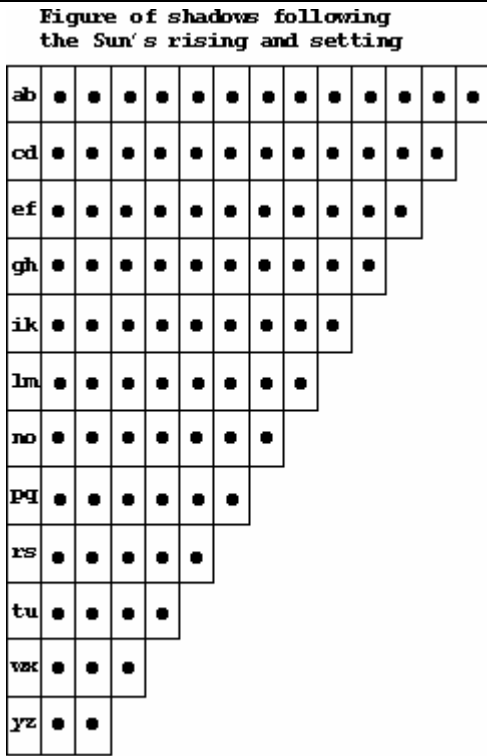 Figure of shadows following
the Sun's rising and setting
ab
cd
ef
gh
ik
lm
no
pq
rs
tu
vx
yz